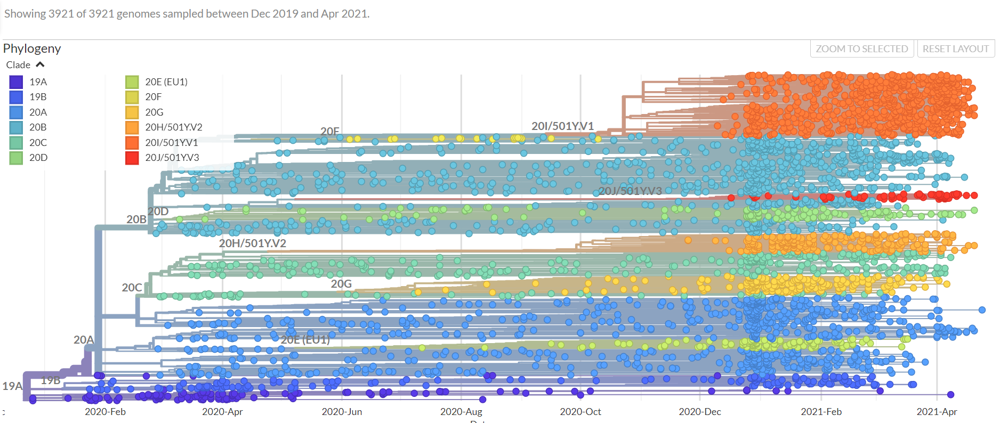 Showing 3921 of 3921 genomes sampled between Dec 2019 and Apr 2021.
Phylogeny
ZOOM TO SELECTED
RESET LAYOUT
Clade
19A
19B
20A
20B
20C
20D
20E (EU1)
20F
20G
20H/501Y.V2
20I/501Y.V1
20J/501Y.V3
20F
20I/501Y.V1
20J/501Y.V3
20D
20B
20H/501Y.V2
20G
20C
20A
20E (EU1)
19B
19A
2020-Feb
2020-Apr
2020-Jun
2020-Aug
2020-Oct
2020-Dec
2021-Feb
2021-Apr